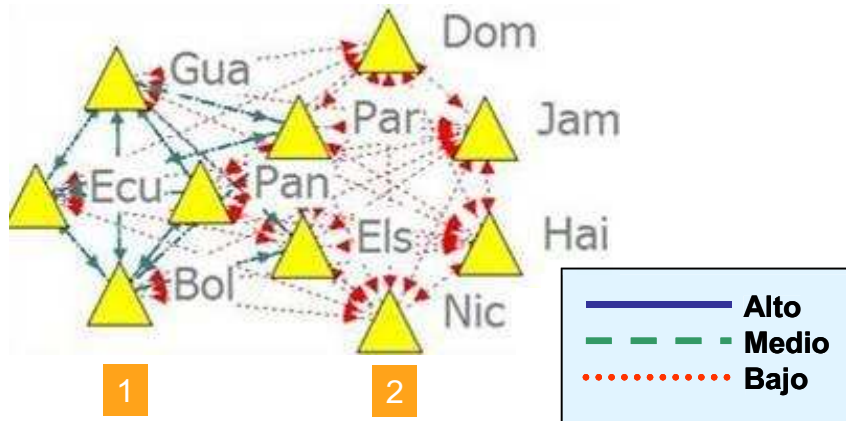 Dom
Gua
Par
Jam
Ecu
Pan
Els
Hai
Bol
Nic
Alto
Medio
Bajo
1
2